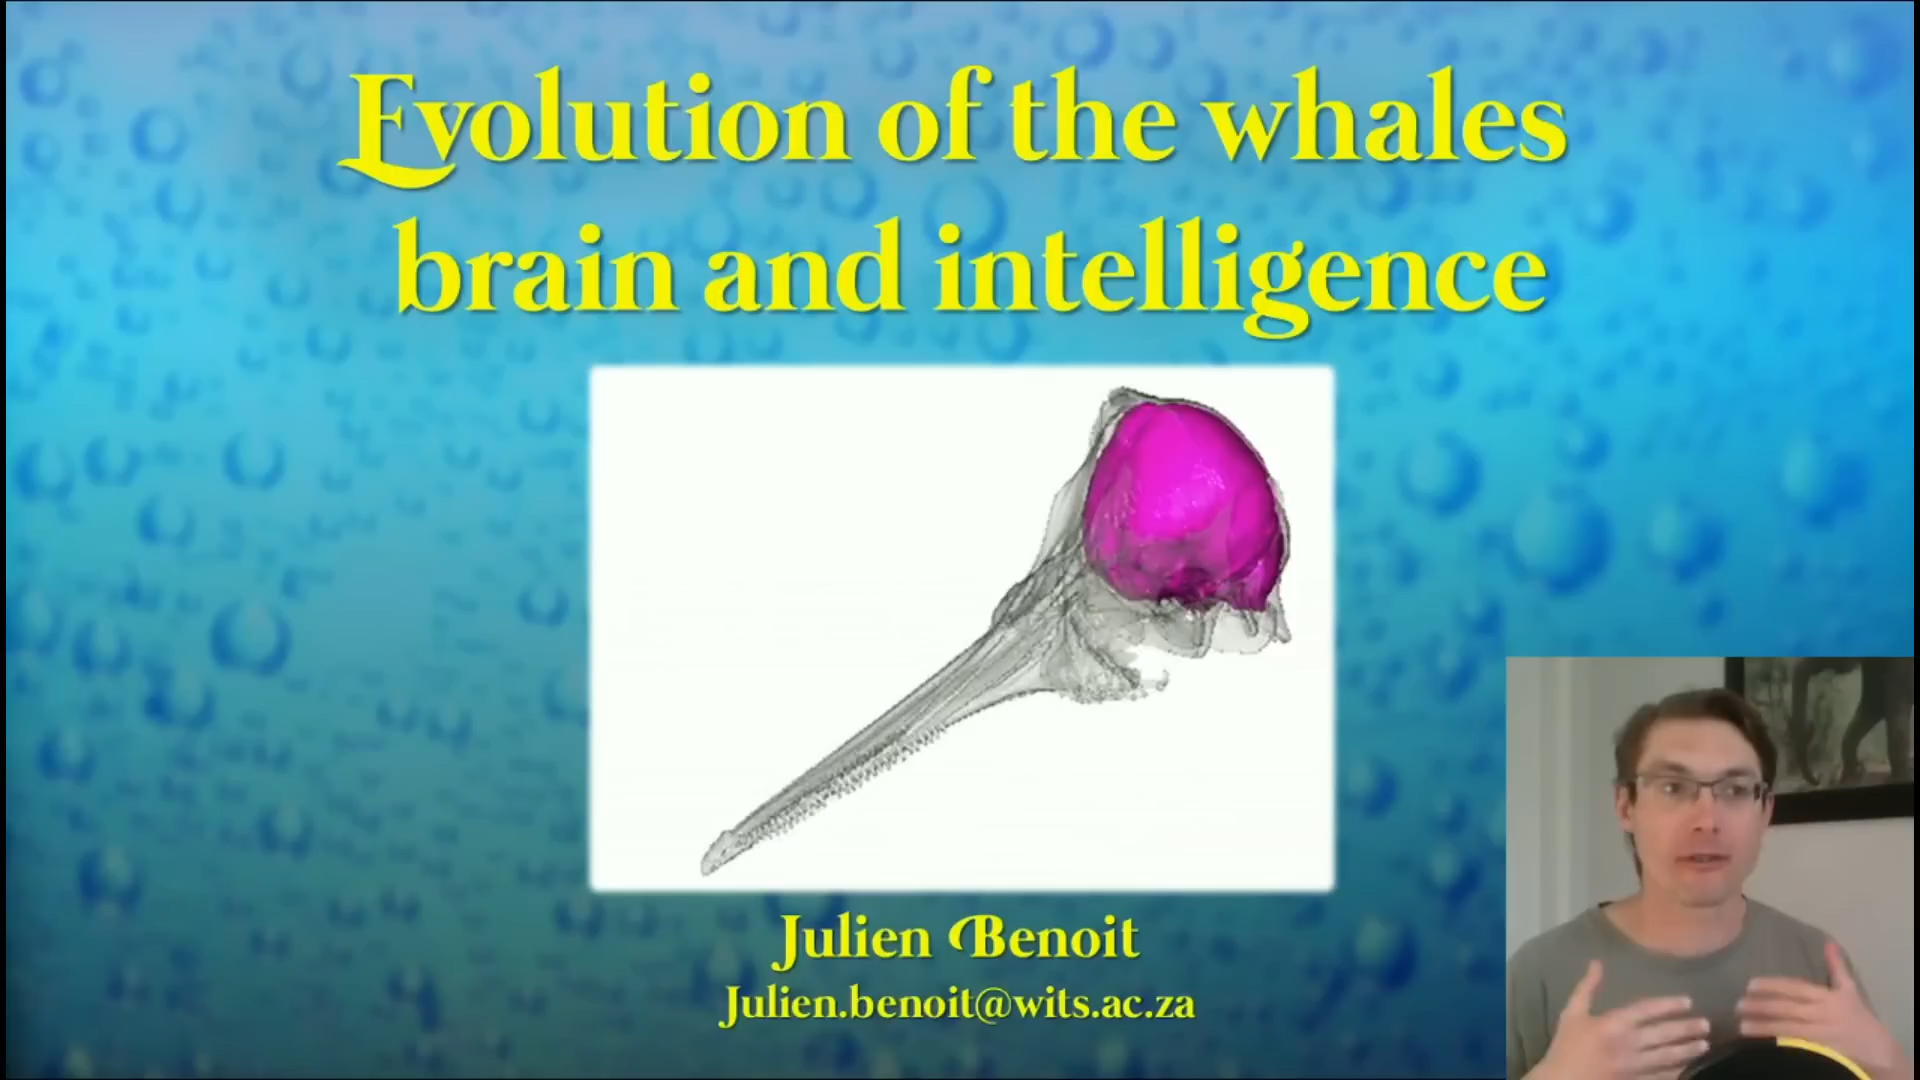 Evolution of the whales
brain and intelligence
Julien Benoit
Julien.benoit@wits.ac.za